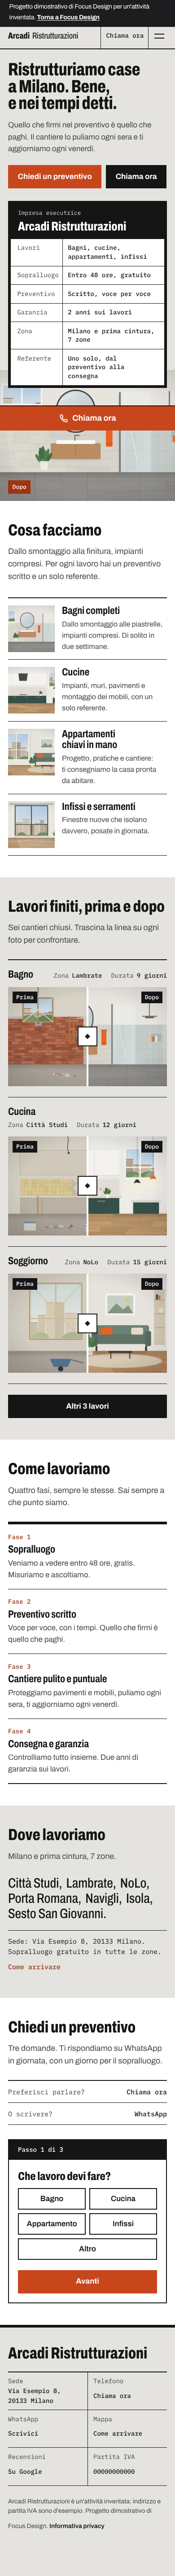 Progetto dimostrativo di Focus Design per un'attività
inventata. Torna a Focus Design
Arcadi Ristrutturazioni
Chiama ora
Ristrutturiamo case
a Milano. Bene,
e nei tempi detti.
Quello che firmi nel preventivo è quello che
paghi. Il cantiere lo puliamo ogni sera e ti
aggiorniamo ogni venerdì.
Chiedi un preventivo
Chiama ora
Impresa esecutrice
Arcadi Ristrutturazioni
Lavori
Bagni, cucine,
appartamenti, infissi
Sopralluogo
Entro 48 ore, gratuito
Preventivo
Scritto, voce per voce
Garanzia
2 anni sui lavori
Zona
Milano e prima cintura,
7 zone
Referente
Uno solo, dal
preventivo alla
consegna
Chiama ora
Dopo
Cosa facciamo
Dallo smontaggio alla finitura, impianti
compresi. Per ogni lavoro hai un preventivo
scritto e un solo referente.
Bagni completi
Dallo smontaggio alle piastrelle,
impianti compresi. Di solito in
due settimane.
Cucine
Impianti, muri, pavimenti e
montaggio dei mobili, con un
solo referente.
Appartamenti
chiavi in mano
Progetto, pratiche e cantiere:
ti consegniamo la casa pronta
da abitare.
Infissi e serramenti
Finestre nuove che isolano
davvero, posate in giornata.
Lavori finiti, prima e dopo
Sei cantieri chiusi. Trascina la linea su ogni
foto per confrontare.
Bagno
Zona Lambrate Durata 9 giorni
Prima
Dopo
Cucina
Zona Città Studi Durata 12 giorni
Prima
Dopo
Soggiorno
Zona NoLo Durata 15 giorni
Prima
Dopo
Altri 3 lavori
Come lavoriamo
Quattro fasi, sempre le stesse. Sai sempre a
che punto siamo.
Fase 1
Sopralluogo
Veniamo a vedere entro 48 ore, gratis.
Misuriamo e ascoltiamo.
Fase 2
Preventivo scritto
Voce per voce, con i tempi. Quello che firmi è
quello che paghi.
Fase 3
Cantiere pulito e puntuale
Proteggiamo pavimenti e mobili, puliamo ogni
sera, ti aggiorniamo ogni venerdì.
Fase 4
Consegna e garanzia
Controlliamo tutto insieme. Due anni di
garanzia sui lavori.
Dove lavoriamo
Milano e prima cintura, 7 zone.
Città Studi, Lambrate, NoLo,
Porta Romana, Navigli, Isola,
Sesto San Giovanni.
Sede: Via Esempio 8, 20133 Milano.
Sopralluogo gratuito in tutte le zone.
Come arrivare
Chiedi un preventivo
Tre domande. Ti rispondiamo su WhatsApp
in giornata, con un giorno per il sopralluogo.
Preferisci parlare?
Chiama ora
O scrivere?
WhatsApp
Passo 1 di 3
Che lavoro devi fare?
Bagno
Cucina
Appartamento
Infissi
Altro
Avanti
Arcadi Ristrutturazioni
Sede
Via Esempio 8,
20133 Milano
Telefono
Chiama ora
WhatsApp
Scrivici
Mappa
Come arrivare
Recensioni
Su Google
Partita IVA
00000000000
Arcadi Ristrutturazioni è un'attività inventata: indirizzo e
partita IVA sono d'esempio. Progetto dimostrativo di
Focus Design. Informativa privacy